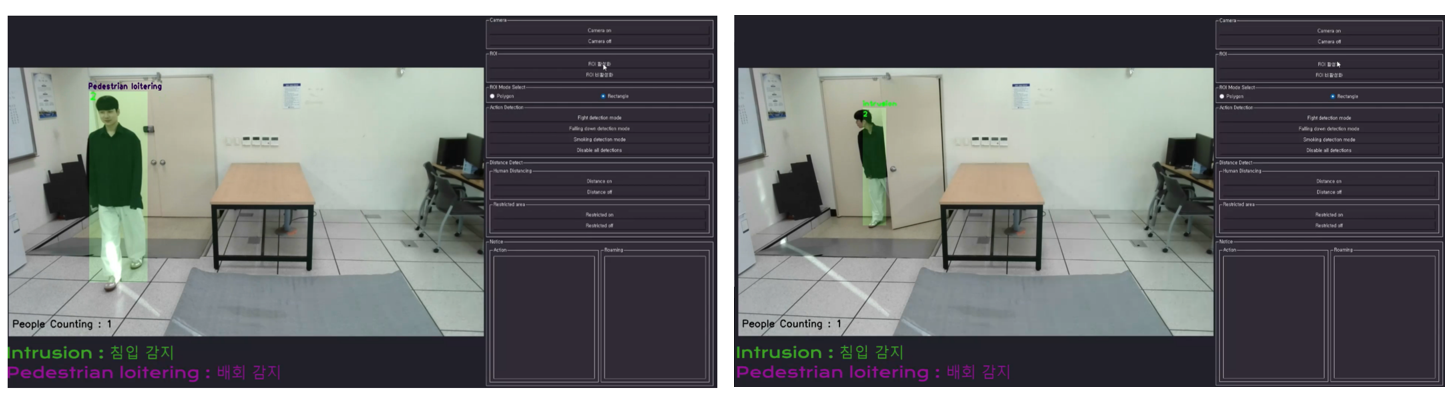 Pedestrian loitering
2
People Counting : 1
Intrusion : 침입 감지
Pedestrian loitering : 배회 감지
Camera
Camera on
Camera off
ROI
ROI 활성화
ROI 비활성화
ROI Mode Select
Polygon
Rectangle
Action Detection
Fight detection mode
Falling down detection mode
Smoking detection mode
Disable all detections
Distance Detect
Human Distancing
Distance on
Distance off
Restricted area
Restricted on
Restricted off
Notice
Action
Roaming
Intrusion
2
People Counting : 1
Intrusion : 침입 감지
Pedestrian loitering : 배회 감지
Camera
Camera on
Camera off
ROI
ROI 활성
ROI 비활성화
ROI Mode Select
Polygon
Rectangle
Action Detection
Fight detection mode
Falling down detection mode
Smoking detection mode
Disable all detections
Distance Detect
Human Distancing
Distance on
Distance off
Restricted area
Restricted on
Restricted off
Notice
Action
Roaming